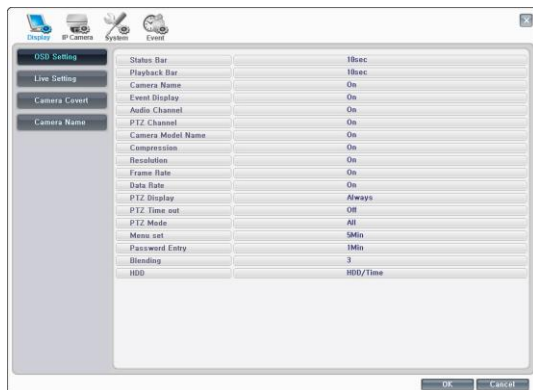 Display IP Camera System Event
OSD Setting
Live Setting
Camera Covert
Camera Name
Status Bar 10sec
Playback Bar 10sec
Camera Name On
Event Display On
Audio Channel On
PTZ Channel On
Camera Model Name On
Compression On
Resolution On
Frame Rate On
Data Rate On
PTZ Display Always
PTZ Time out Off
PTZ Mode All
Menu set 5Min
Password Entry 1Min
Blending 3
HDD HDD/Time
OK Cancel